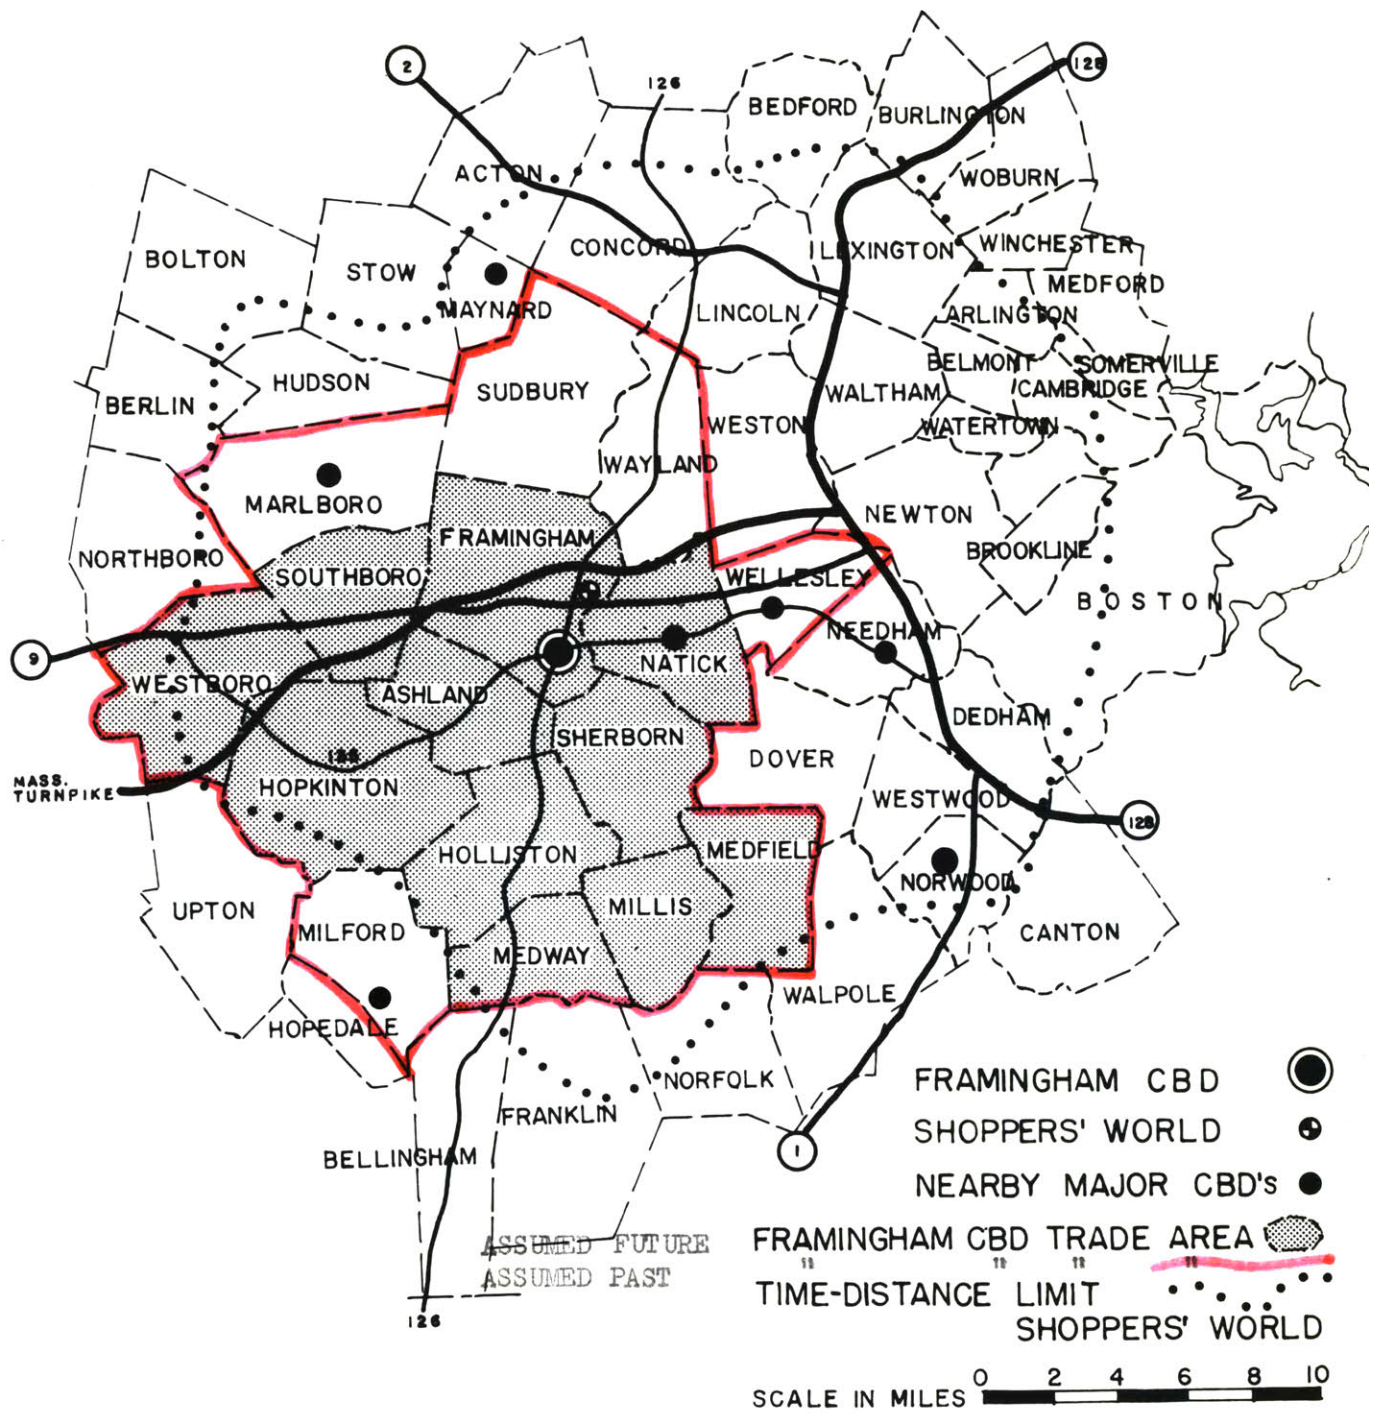 2
128
126
BEDFORD
BURLINGTON
ACTON
WOBURN
BOLTON
STOW
CONCORD
LEXINGTON
WINCHESTER
MEDFORD
MAYNARD
LINCOLN
ARLINGTON
BELMONT
SOMERVILLE
HUDSON
SUDBURY
WALTHAM
CAMBRIDGE
BERLIN
WESTON
WATERTOWN
WAYLAND
MARLBORO
NEWTON
FRAMINGHAM
NORTHBORO
BROOKLINE
SOUTHBORO
WELLESLEY
BOSTON
NEEDHAM
9
NATICK
WESTBORO
ASHLAND
DEDHAM
SHERBORN
DOVER
MASS.
TURNPIKE
HOPKINTON
WESTWOOD
128
HOLLISTON
MEDFIELD
NORWOOD
UPTON
MILLIS
MILFORD
CANTON
MEDWAY
WALPOLE
HOPEDALE
NORFOLK
FRANKLIN
BELLINGHAM
1
126
FRAMINGHAM CBD
SHOPPERS' WORLD
NEARBY MAJOR CBD's
ASSUMED FUTURE FRAMINGHAM CBD TRADE AREA
ASSUMED PAST " " " "
TIME-DISTANCE LIMIT
SHOPPERS' WORLD
0 2 4 6 8 10
SCALE IN MILES